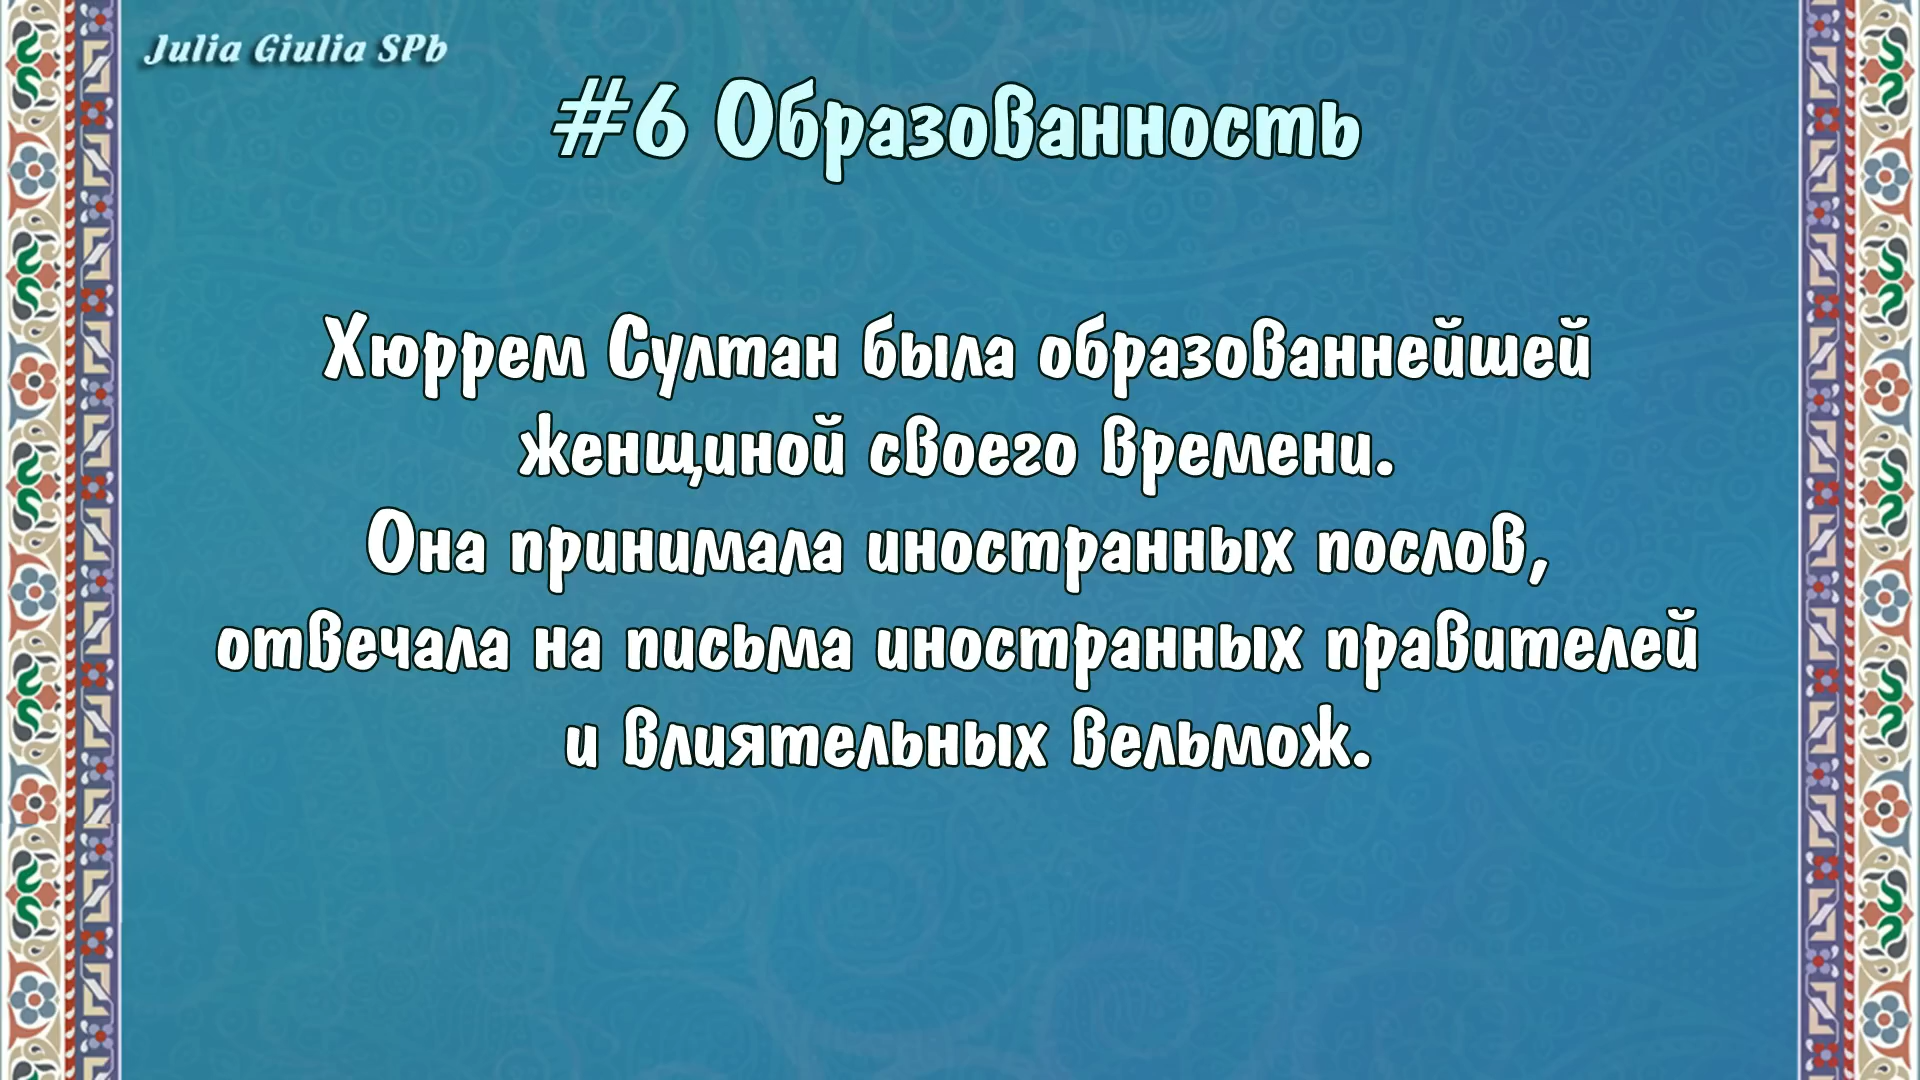 Julia Giulia SPb
#6 Образованность
Хюррем Султан была образованнейшей
женщиной своего времени.
Она принимала иностранных послов,
отвечала на письма иностранных правителей
и влиятельных вельмож.